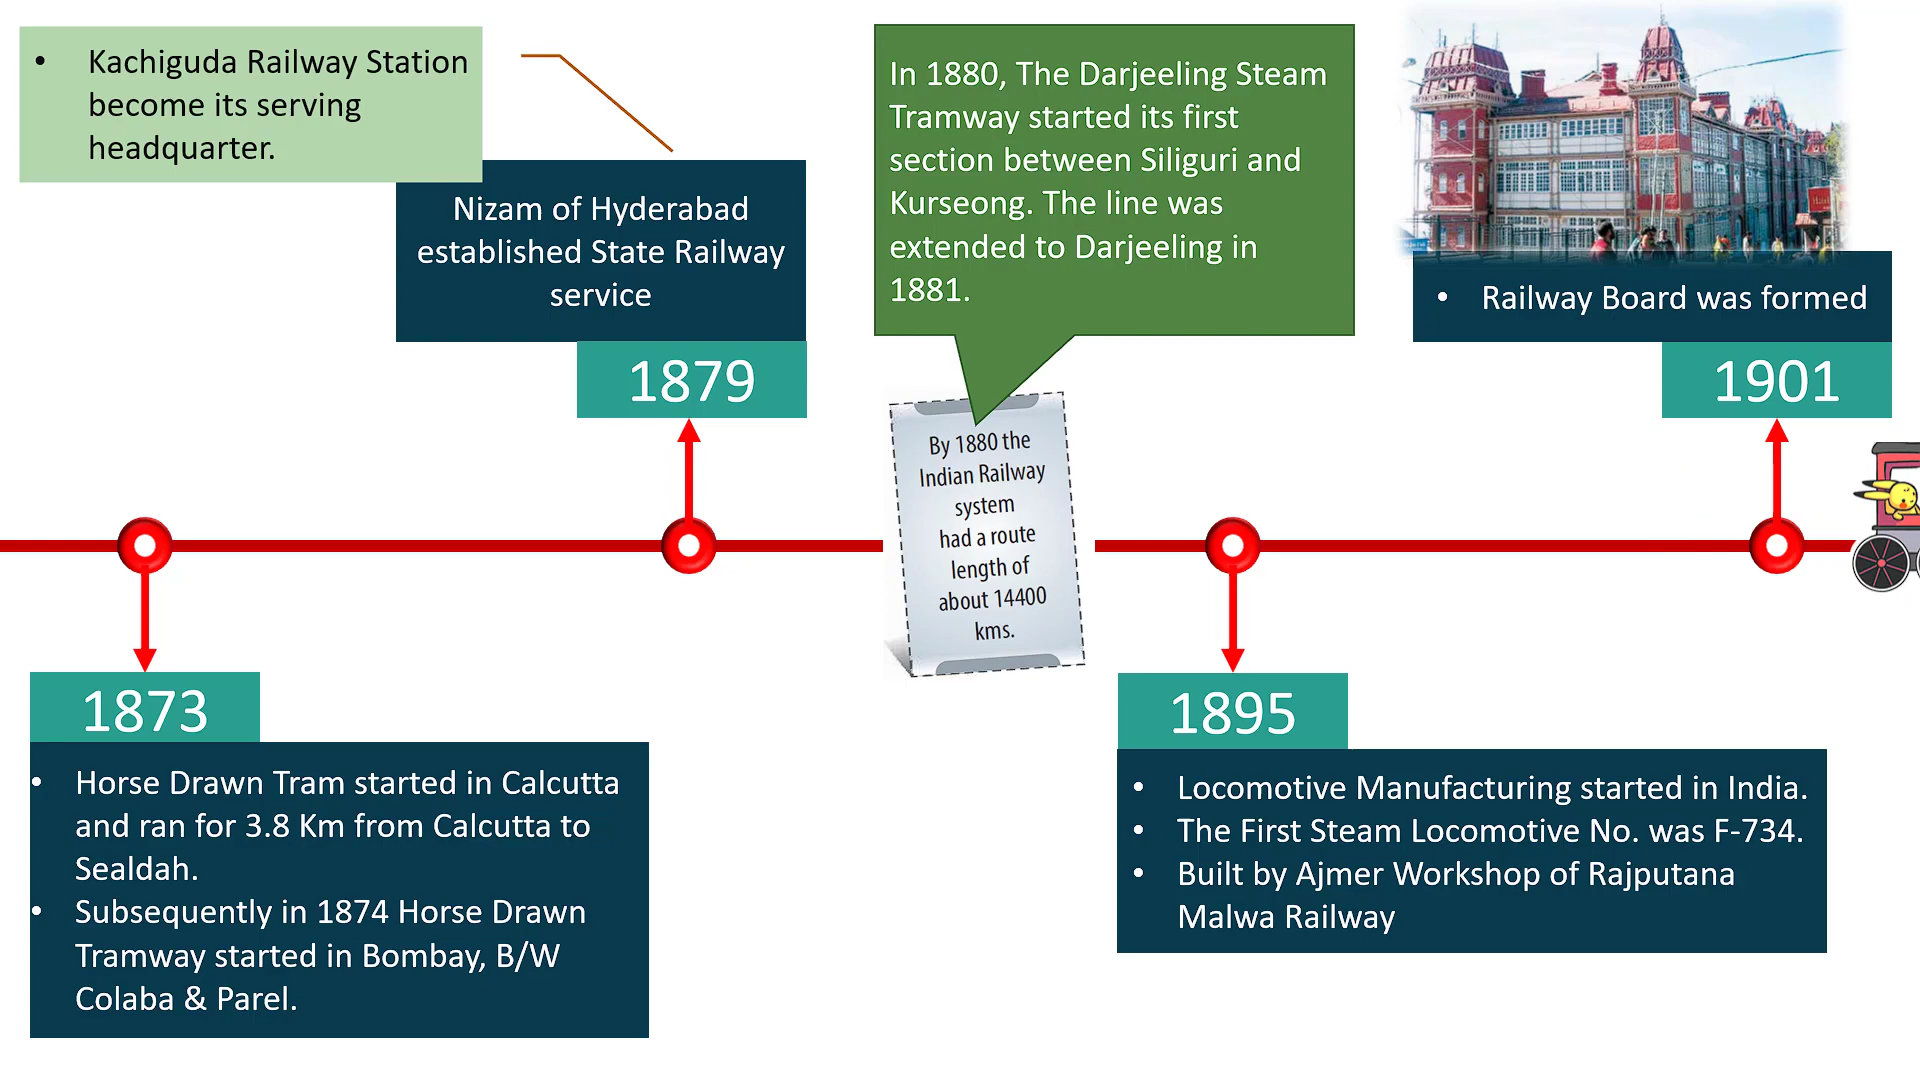 • Kachiguda Railway Station
become its serving
headquarter.
Nizam of Hyderabad
established State Railway
service
1879
In 1880, The Darjeeling Steam
Tramway started its first
section between Siliguri and
Kurseong. The line was
extended to Darjeeling in
1881.
By 1880 the
Indian Railway
system
had a route
length of
about 14400
kms.
• Railway Board was formed
1901
1873
• Horse Drawn Tram started in Calcutta
and ran for 3.8 Km from Calcutta to
Sealdah.
• Subsequently in 1874 Horse Drawn
Tramway started in Bombay, B/W
Colaba & Parel.
1895
• Locomotive Manufacturing started in India.
• The First Steam Locomotive No. was F-734.
• Built by Ajmer Workshop of Rajputana
Malwa Railway